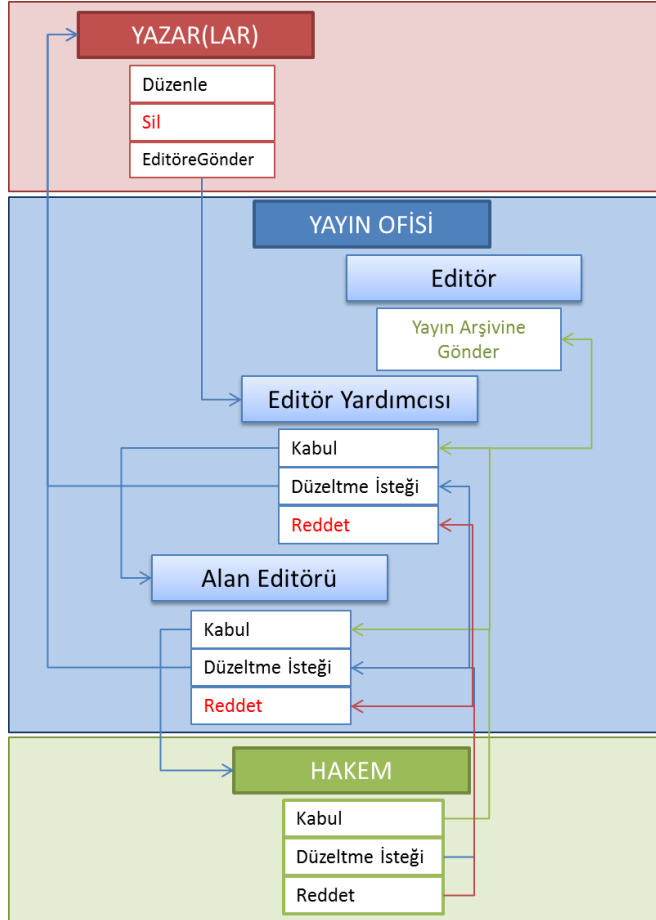 YAZAR(LAR)
Düzenle
Sil
EditöreGönder
YAYIN OFİSİ
Editör
Yayın Arşivine
Gönder
Editör Yardımcısı
Kabul
Düzeltme İsteği
Reddet
Alan Editörü
Kabul
Düzeltme İsteği
Reddet
HAKEM
Kabul
Düzeltme İsteği
Reddet